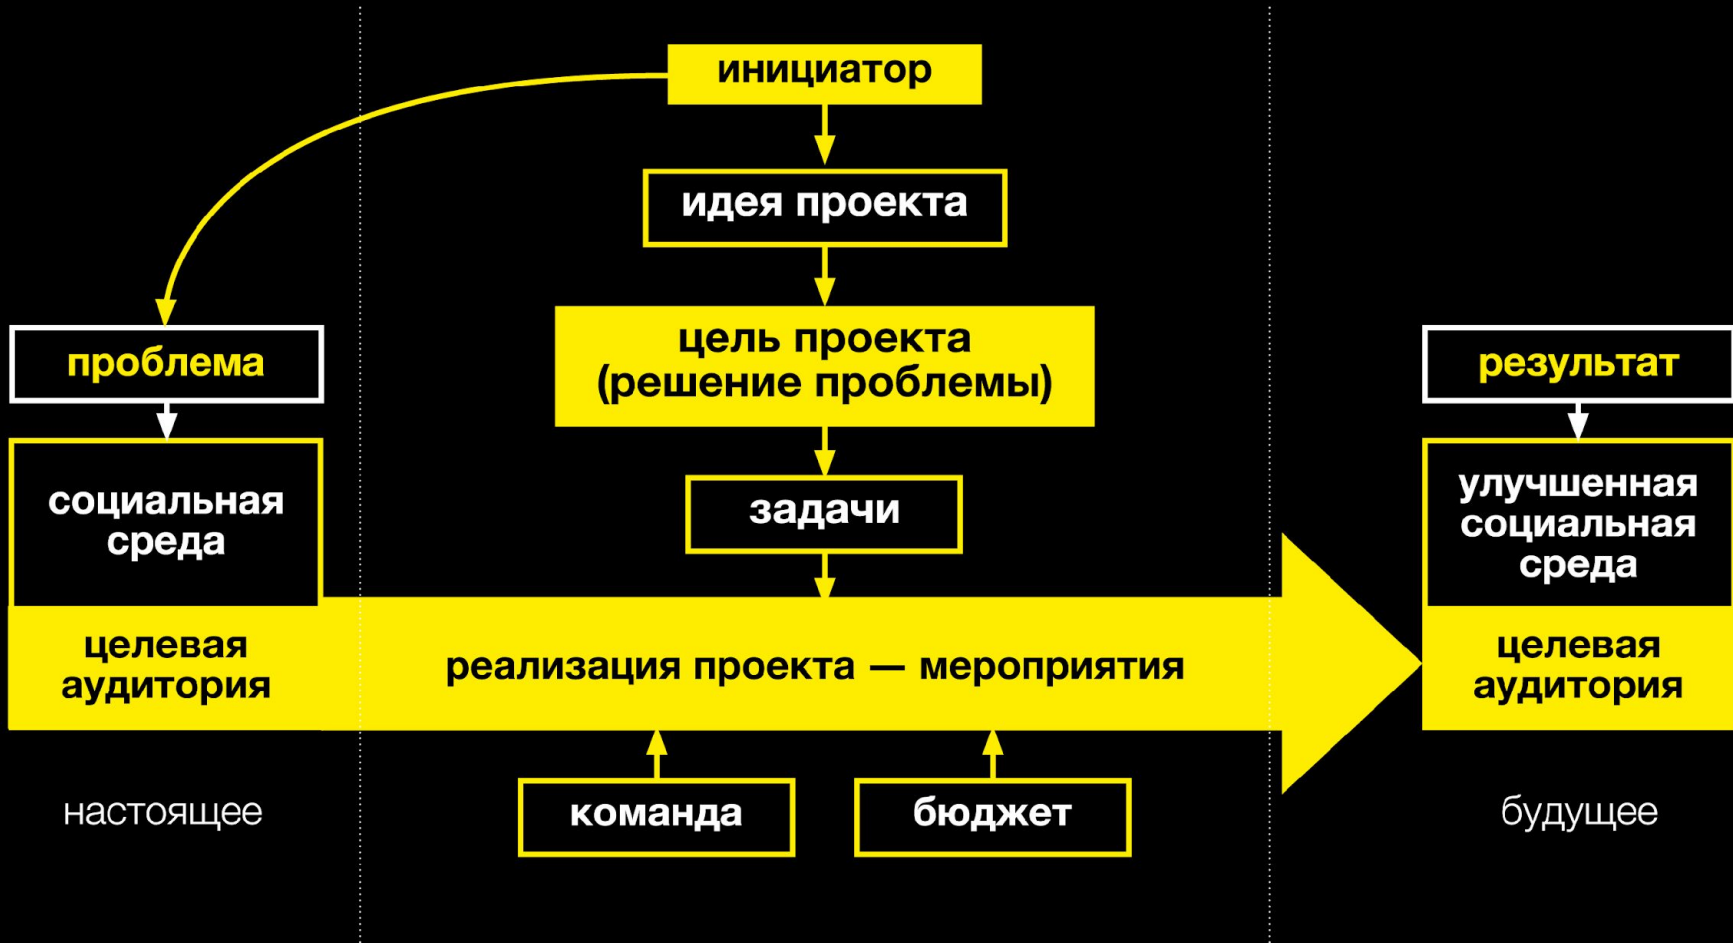 инициатор
идея проекта
цель проекта
(решение проблемы)
задачи
проблема
социальная
среда
целевая
аудитория
настоящее
реализация проекта — мероприятия
команда
бюджет
результат
улучшенная
социальная
среда
целевая
аудитория
будущее